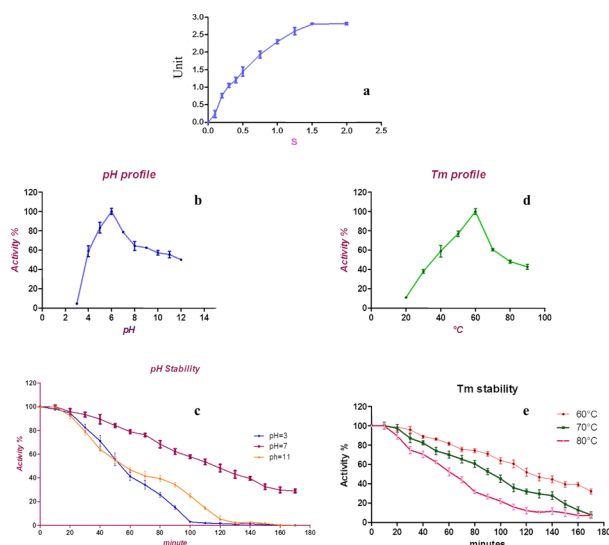 3.0
2.5
2.0
1.5
1.0
0.5
0.0
Unit
a
0.0 0.5 1.0 1.5 2.0 2.5
S
pH profile
b
120
100
80
60
40
20
0
Activity %
0 2 4 6 8 10 12 14
pH
Tm profile
d
120
100
80
60
40
20
0
Activity %
0 20 40 60 80 100
°C
pH Stability
c
100
80
60
40
20
0
Activity %
pH=3
pH=7
pH=11
0 20 40 60 80 100 120 140 160 180
minute
Tm stability
e
120
100
80
60
40
20
0
Activity %
60°C
70°C
80°C
0 20 40 60 80 100 120 140 160 180
minutes